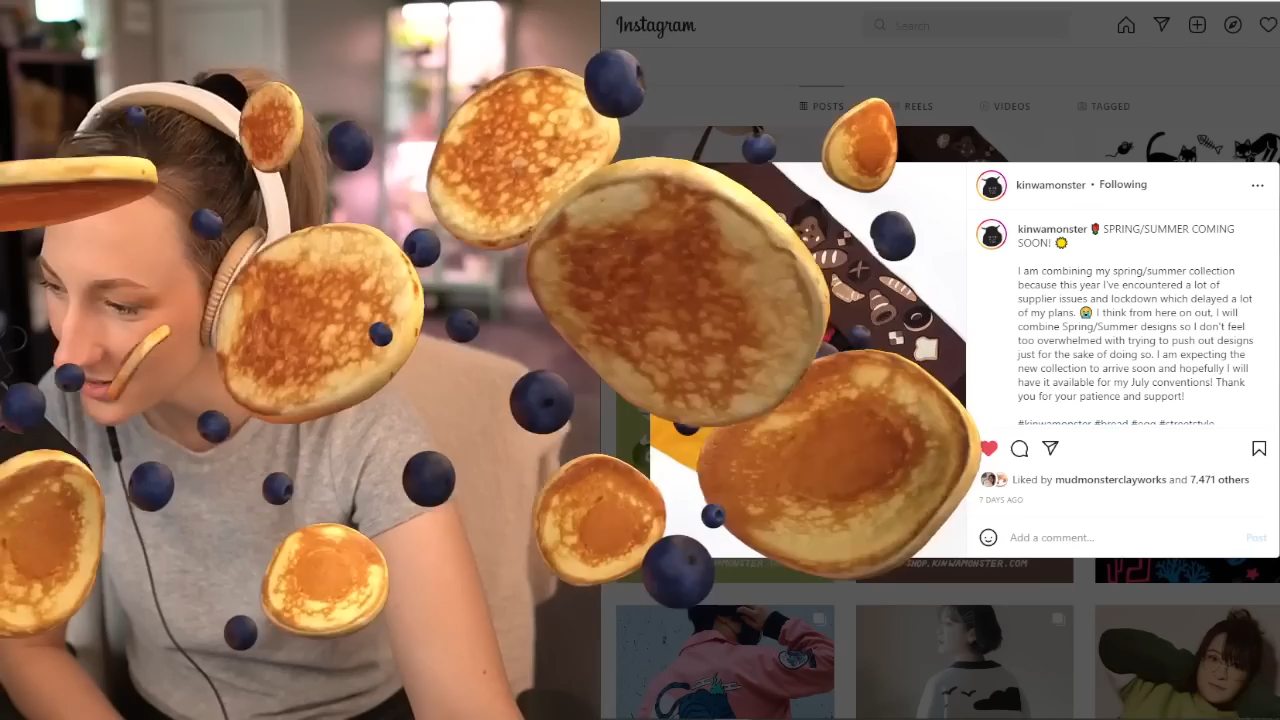 Instagram
Search
POSTS
REELS
VIDEOS
TAGGED
kinwamonster • Following
kinwamonster 🌹 SPRING/SUMMER COMING
SOON! 🌞
I am combining my spring/summer collection
because this year I've encountered a lot of
supplier issues and lockdown which delayed a lot
of my plans. 😭 I think from here on out, I will
combine Spring/Summer designs so I don't feel
too overwhelmed with trying to push out designs
just for the sake of doing so. I am expecting the
new collection to arrive soon and hopefully I will
have it available for my July conventions! Thank
you for your patience and support!
#kinwamonster #bread #egg #streetstyle
Liked by mudmonsterclayworks and 7,471 others
7 DAYS AGO
Add a comment...
Post
SHOP.KINWAMONSTER.COM